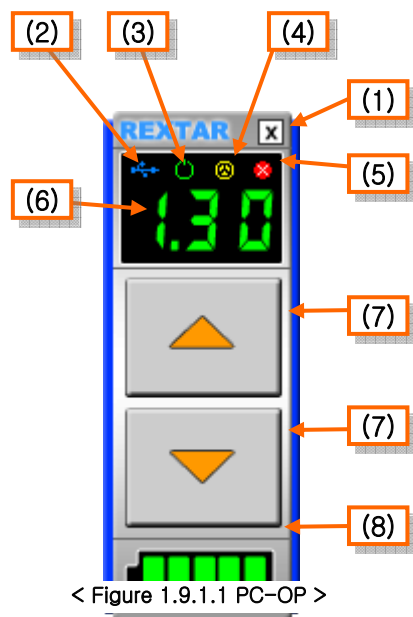 (2) (3) (4)
(1)
REXTAR x
(5)
(6)
1.30
(7)
(7)
(8)
< Figure 1.9.1.1 PC-OP >